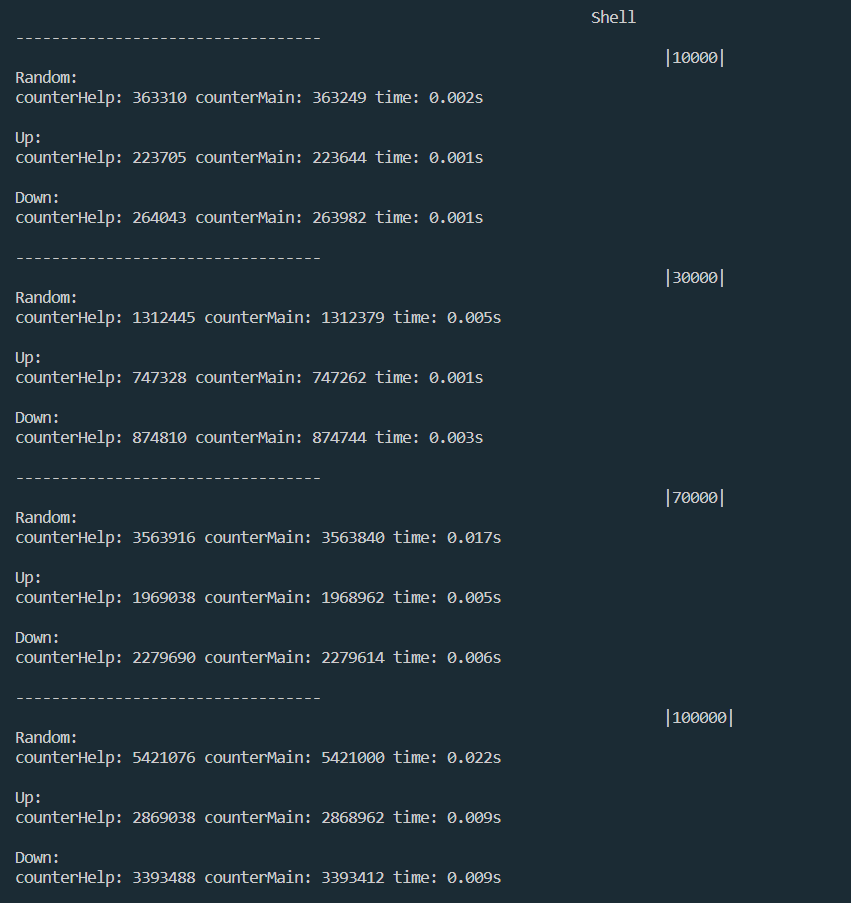 Shell
----------------------------------
|10000|
Random:
counterHelp: 363310 counterMain: 363249 time: 0.002s
Up:
counterHelp: 223705 counterMain: 223644 time: 0.001s
Down:
counterHelp: 264043 counterMain: 263982 time: 0.001s
----------------------------------
|30000|
Random:
counterHelp: 1312445 counterMain: 1312379 time: 0.005s
Up:
counterHelp: 747328 counterMain: 747262 time: 0.001s
Down:
counterHelp: 874810 counterMain: 874744 time: 0.003s
----------------------------------
|70000|
Random:
counterHelp: 3563916 counterMain: 3563840 time: 0.017s
Up:
counterHelp: 1969038 counterMain: 1968962 time: 0.005s
Down:
counterHelp: 2279690 counterMain: 2279614 time: 0.006s
----------------------------------
|100000|
Random:
counterHelp: 5421076 counterMain: 5421000 time: 0.022s
Up:
counterHelp: 2869038 counterMain: 2868962 time: 0.009s
Down:
counterHelp: 3393488 counterMain: 3393412 time: 0.009s